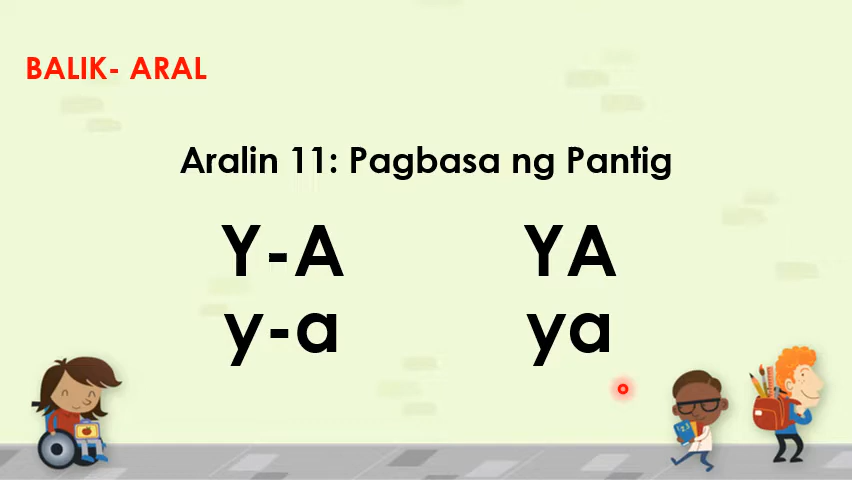 BALIK- ARAL
Aralin 11: Pagbasa ng Pantig
Y-A YA
y-a ya